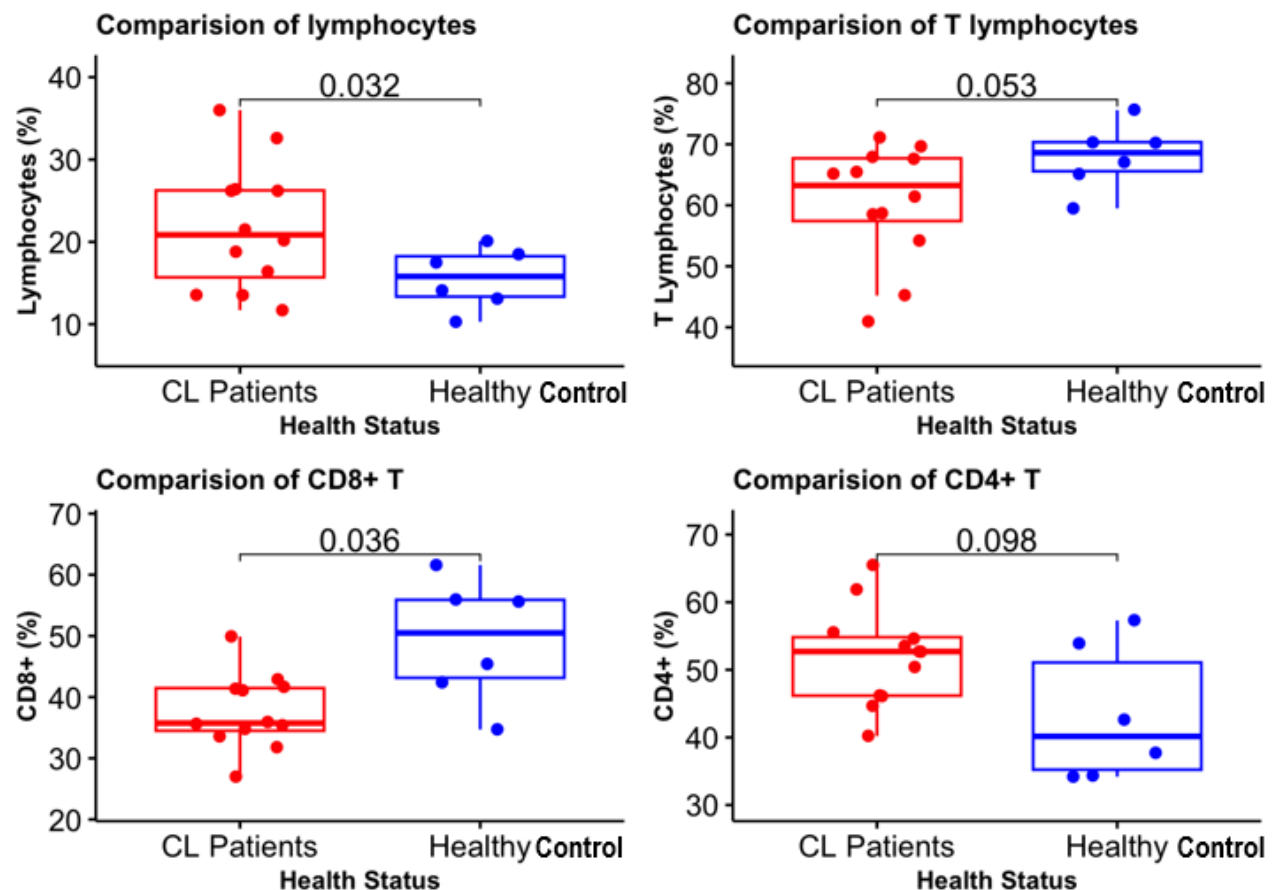 Comparision of lymphocytes
0.032
Lymphocytes (%)
40
30
20
10
CL Patients
Healthy Control
Health Status
Comparision of T lymphocytes
0.053
T Lymphocytes (%)
80
70
60
50
40
CL Patients
Healthy Control
Health Status
Comparision of CD8+ T
0.036
CD8+ (%)
70
60
50
40
30
20
CL Patients
Healthy Control
Health Status
Comparision of CD4+ T
0.098
CD4+ (%)
70
60
50
40
30
CL Patients
Healthy Control
Health Status